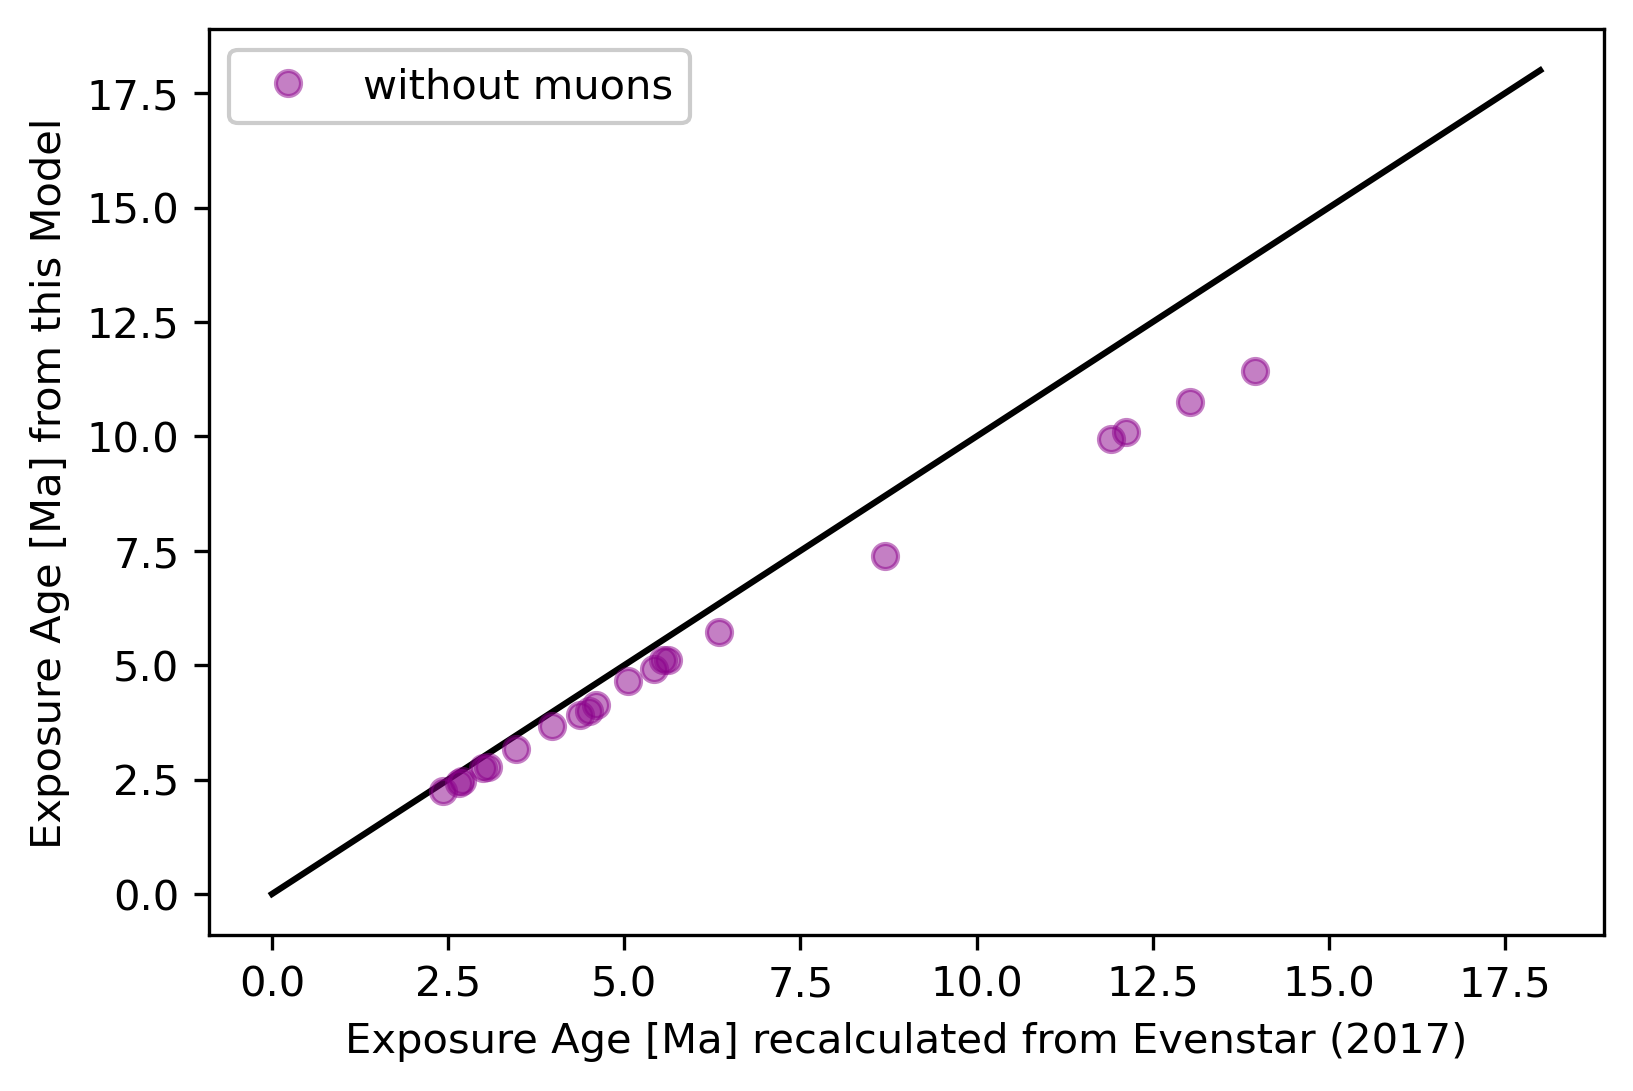 without muons
Exposure Age [Ma] from this Model
17.5
15.0
12.5
10.0
7.5
5.0
2.5
0.0
0.0 2.5 5.0 7.5 10.0 12.5 15.0 17.5
Exposure Age [Ma] recalculated from Evenstar (2017)